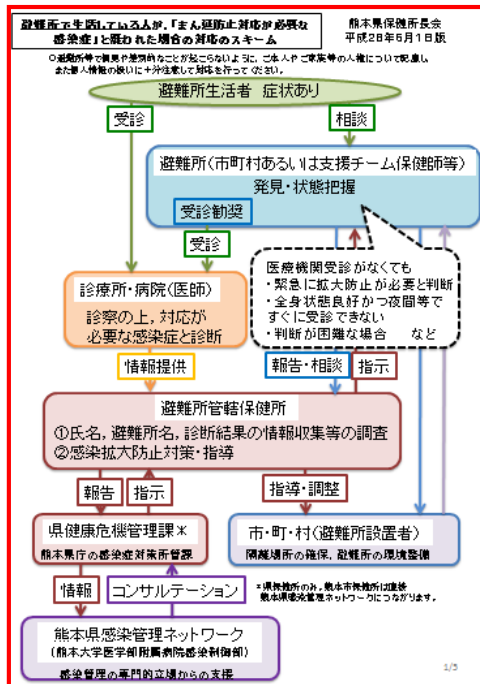 避難所で生活している人が，「まん延防止対応が必要な
感染症」と疑われた場合の対応のスキーム
熊本県保健所長会
平成28年6月1日版
○避難所等で偏見や差別的なことが起こらないように，ご本人やご家族等の人権について配慮し
また個人情報の扱いに十分注意して対応を行ってください。
避難所生活者 症状あり
受診
相談
避難所（市町村あるいは支援チーム保健師等）
発見・状態把握
受診勧奨
受診
医療機関受診がなくても
・緊急に拡大防止が必要と判断
・全身状態良好かつ夜間等で
すぐに受診できない
・判断が困難な場合 など
診療所・病院（医師）
診察の上，対応が
必要な感染症と診断
情報提供
報告・相談
指示
避難所管轄保健所
①氏名，避難所名，診断結果の情報収集等の調査
②感染拡大防止対策・指導
報告
指示
指導・調整
県健康危機管理課＊
熊本県庁の感染症対策所管課
市・町・村（避難所設置者）
隔離場所の確保，避難所の環境整備
情報
コンサルテーション
＊県保健所のみ，熊本市保健所は直接
熊本県感染管理ネットワークにつながります。
熊本県感染管理ネットワーク
（熊本大学医学部附属病院感染制御部）
感染管理の専門的立場からの支援
1/5